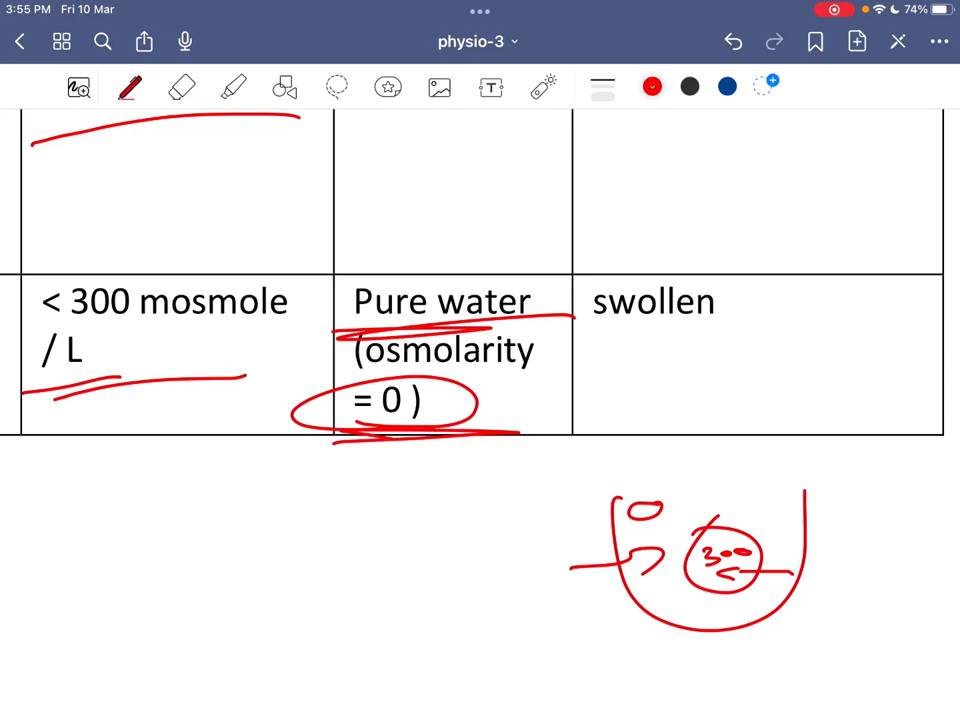 3:55 PM Fri 10 Mar
74%
physio-3
T
< 300 mosmole
/ L
Pure water
(osmolarity
= 0 )
swollen
0
300